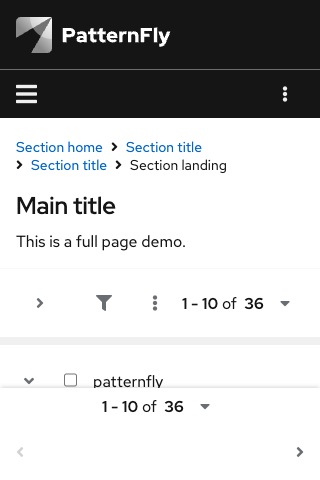 PatternFly
Section home > Section title
> Section title > Section landing
Main title
This is a full page demo.
1 - 10 of 36
patternfly
1 - 10 of 36